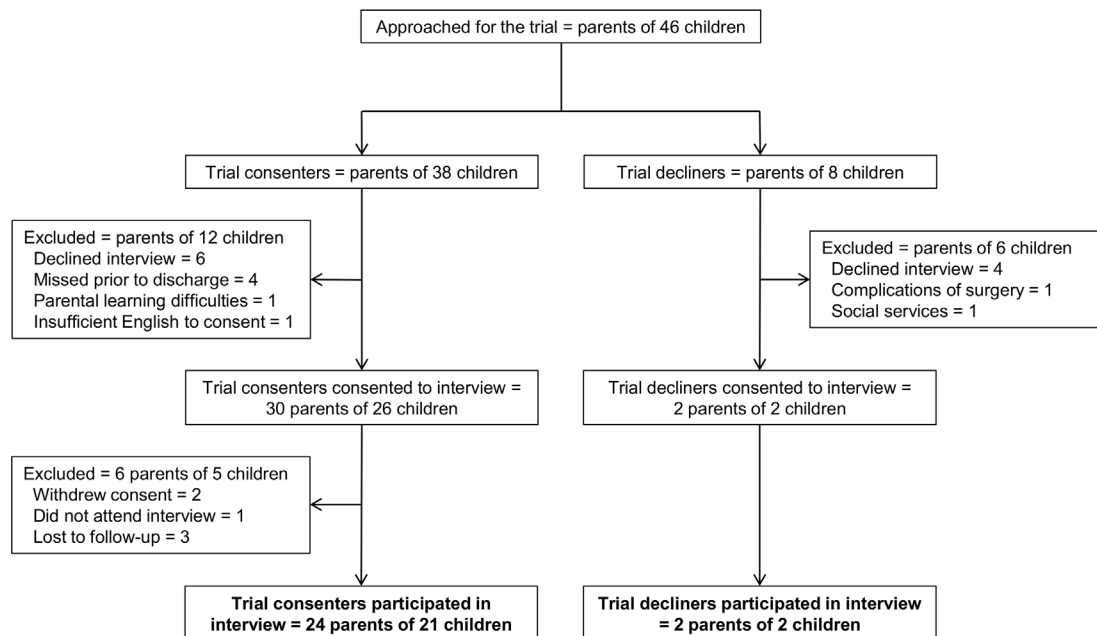 Approached for the trial = parents of 46 children
Trial consenters = parents of 38 children
Trial decliners = parents of 8 children
Excluded = parents of 12 children
Declined interview = 6
Missed prior to discharge = 4
Parental learning difficulties = 1
Insufficient English to consent = 1
Excluded = parents of 6 children
Declined interview = 4
Complications of surgery = 1
Social services = 1
Trial consenters consented to interview =
30 parents of 26 children
Trial decliners consented to interview =
2 parents of 2 children
Excluded = 6 parents of 5 children
Withdrew consent = 2
Did not attend interview = 1
Lost to follow-up = 3
Trial consenters participated in
interview = 24 parents of 21 children
Trial decliners participated in interview
= 2 parents of 2 children